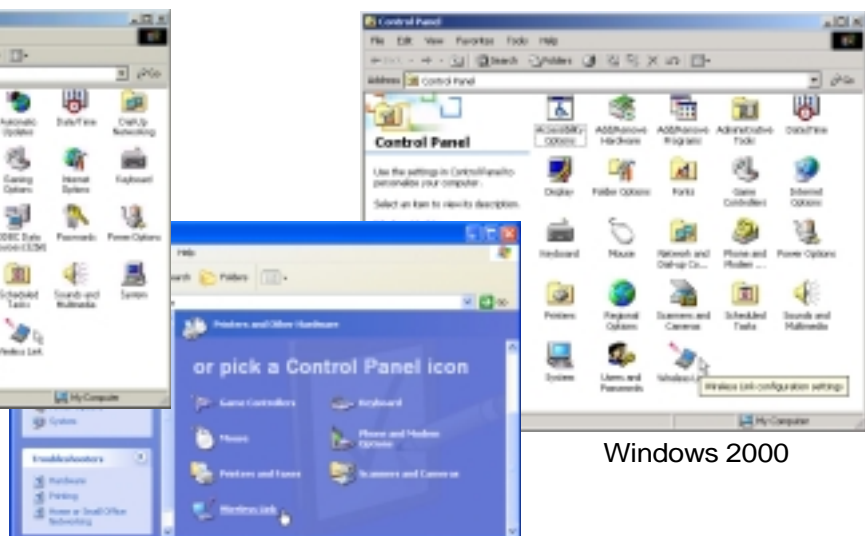 Go
Automatic
Updates
Date/Time
Dial-Up
Networking
Gaming
Options
Internet
Options
Keyboard
ODBC Data
Sources (32bit)
Passwords
Power Options
Scheduled
Tasks
Sounds and
Multimedia
System
Wireless Link
My Computer
Control Panel
File Edit View Favorites Tools Help
Search Folders
Address Control Panel Go
Control Panel
Use the settings in Control Panel to
personalize your computer.
Select an item to view its description.
Accessibility
Options
Add/Remove
Hardware
Add/Remove
Programs
Administrative
Tools
Date/Time
Display
Folder Options
Fonts
Game
Controllers
Internet
Options
Keyboard
Mouse
Network and
Dial-up Co...
Phone and
Modem ...
Power Options
Printers
Regional
Options
Scanners and
Cameras
Scheduled
Tasks
Sounds and
Multimedia
System
Users and
Passwords
Wireless Link configuration settings
My Computer
Windows 2000
Help
Folders
Go
Printers and Other Hardware
or pick a Control Panel icon
Game Controllers
Keyboard
Mouse
Phone and Modem
Options
Printers and Faxes
Scanners and Cameras
Wireless Link
System
Troubleshooters
Hardware
Printing
Home or Small Office
Networking